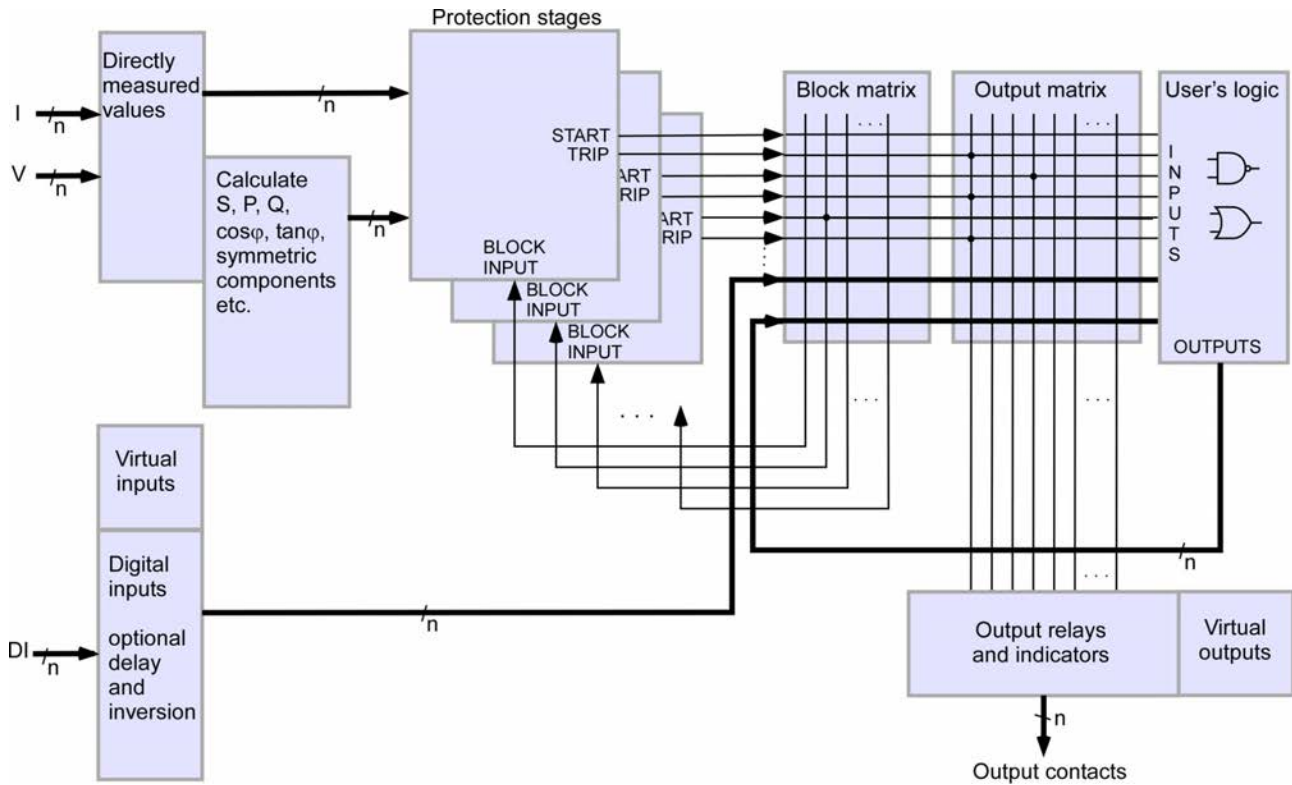 Protection stages
Directly
measured
values
I
n
V
n
n
Calculate
S, P, Q,
cosφ, tanφ,
symmetric
components
etc.
n
START
TRIP
ART
RIP
ART
RIP
BLOCK
INPUT
BLOCK
INPUT
BLOCK
INPUT
. . .
Block matrix
. . .
Output matrix
. . .
User's logic
I
N
P
U
T
S
OUTPUTS
. . .
. . .
n
. . .
Virtual
inputs
Digital
inputs
optional
delay
and
inversion
DI
n
n
Output relays
and indicators
Virtual
outputs
n
Output contacts